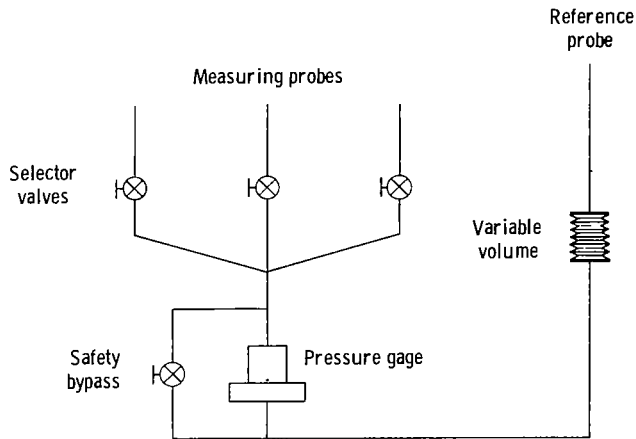 Reference
probe
Measuring probes
Selector
valves
Variable
volume
Safety
bypass
Pressure gage